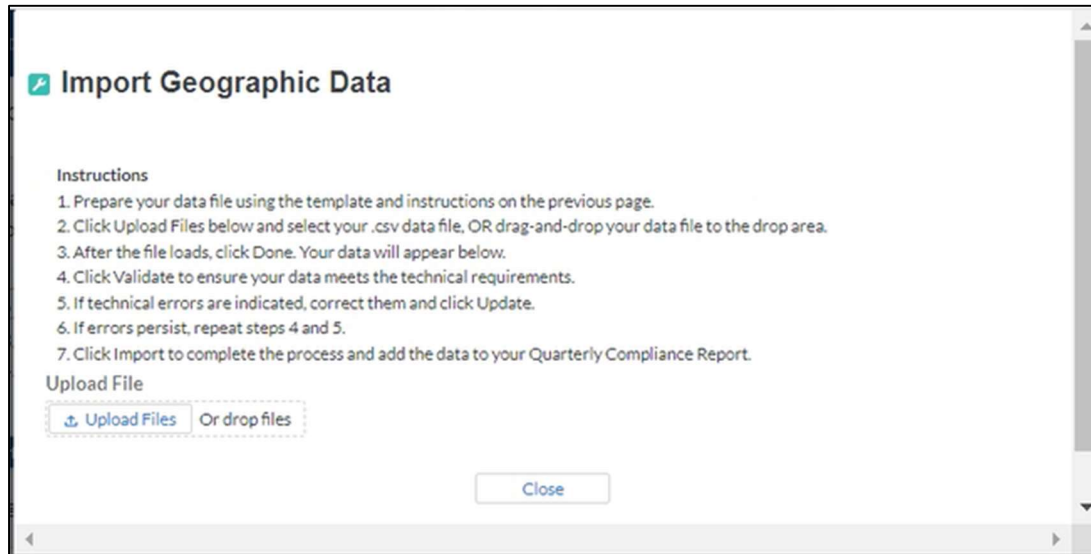 Import Geographic Data
Instructions
1. Prepare your data file using the template and instructions on the previous page.
2. Click Upload Files below and select your .csv data file, OR drag-and-drop your data file to the drop area.
3. After the file loads, click Done. Your data will appear below.
4. Click Validate to ensure your data meets the technical requirements.
5. If technical errors are indicated, correct them and click Update.
6. If errors persist, repeat steps 4 and 5.
7. Click Import to complete the process and add the data to your Quarterly Compliance Report.
Upload File
Upload Files Or drop files
Close